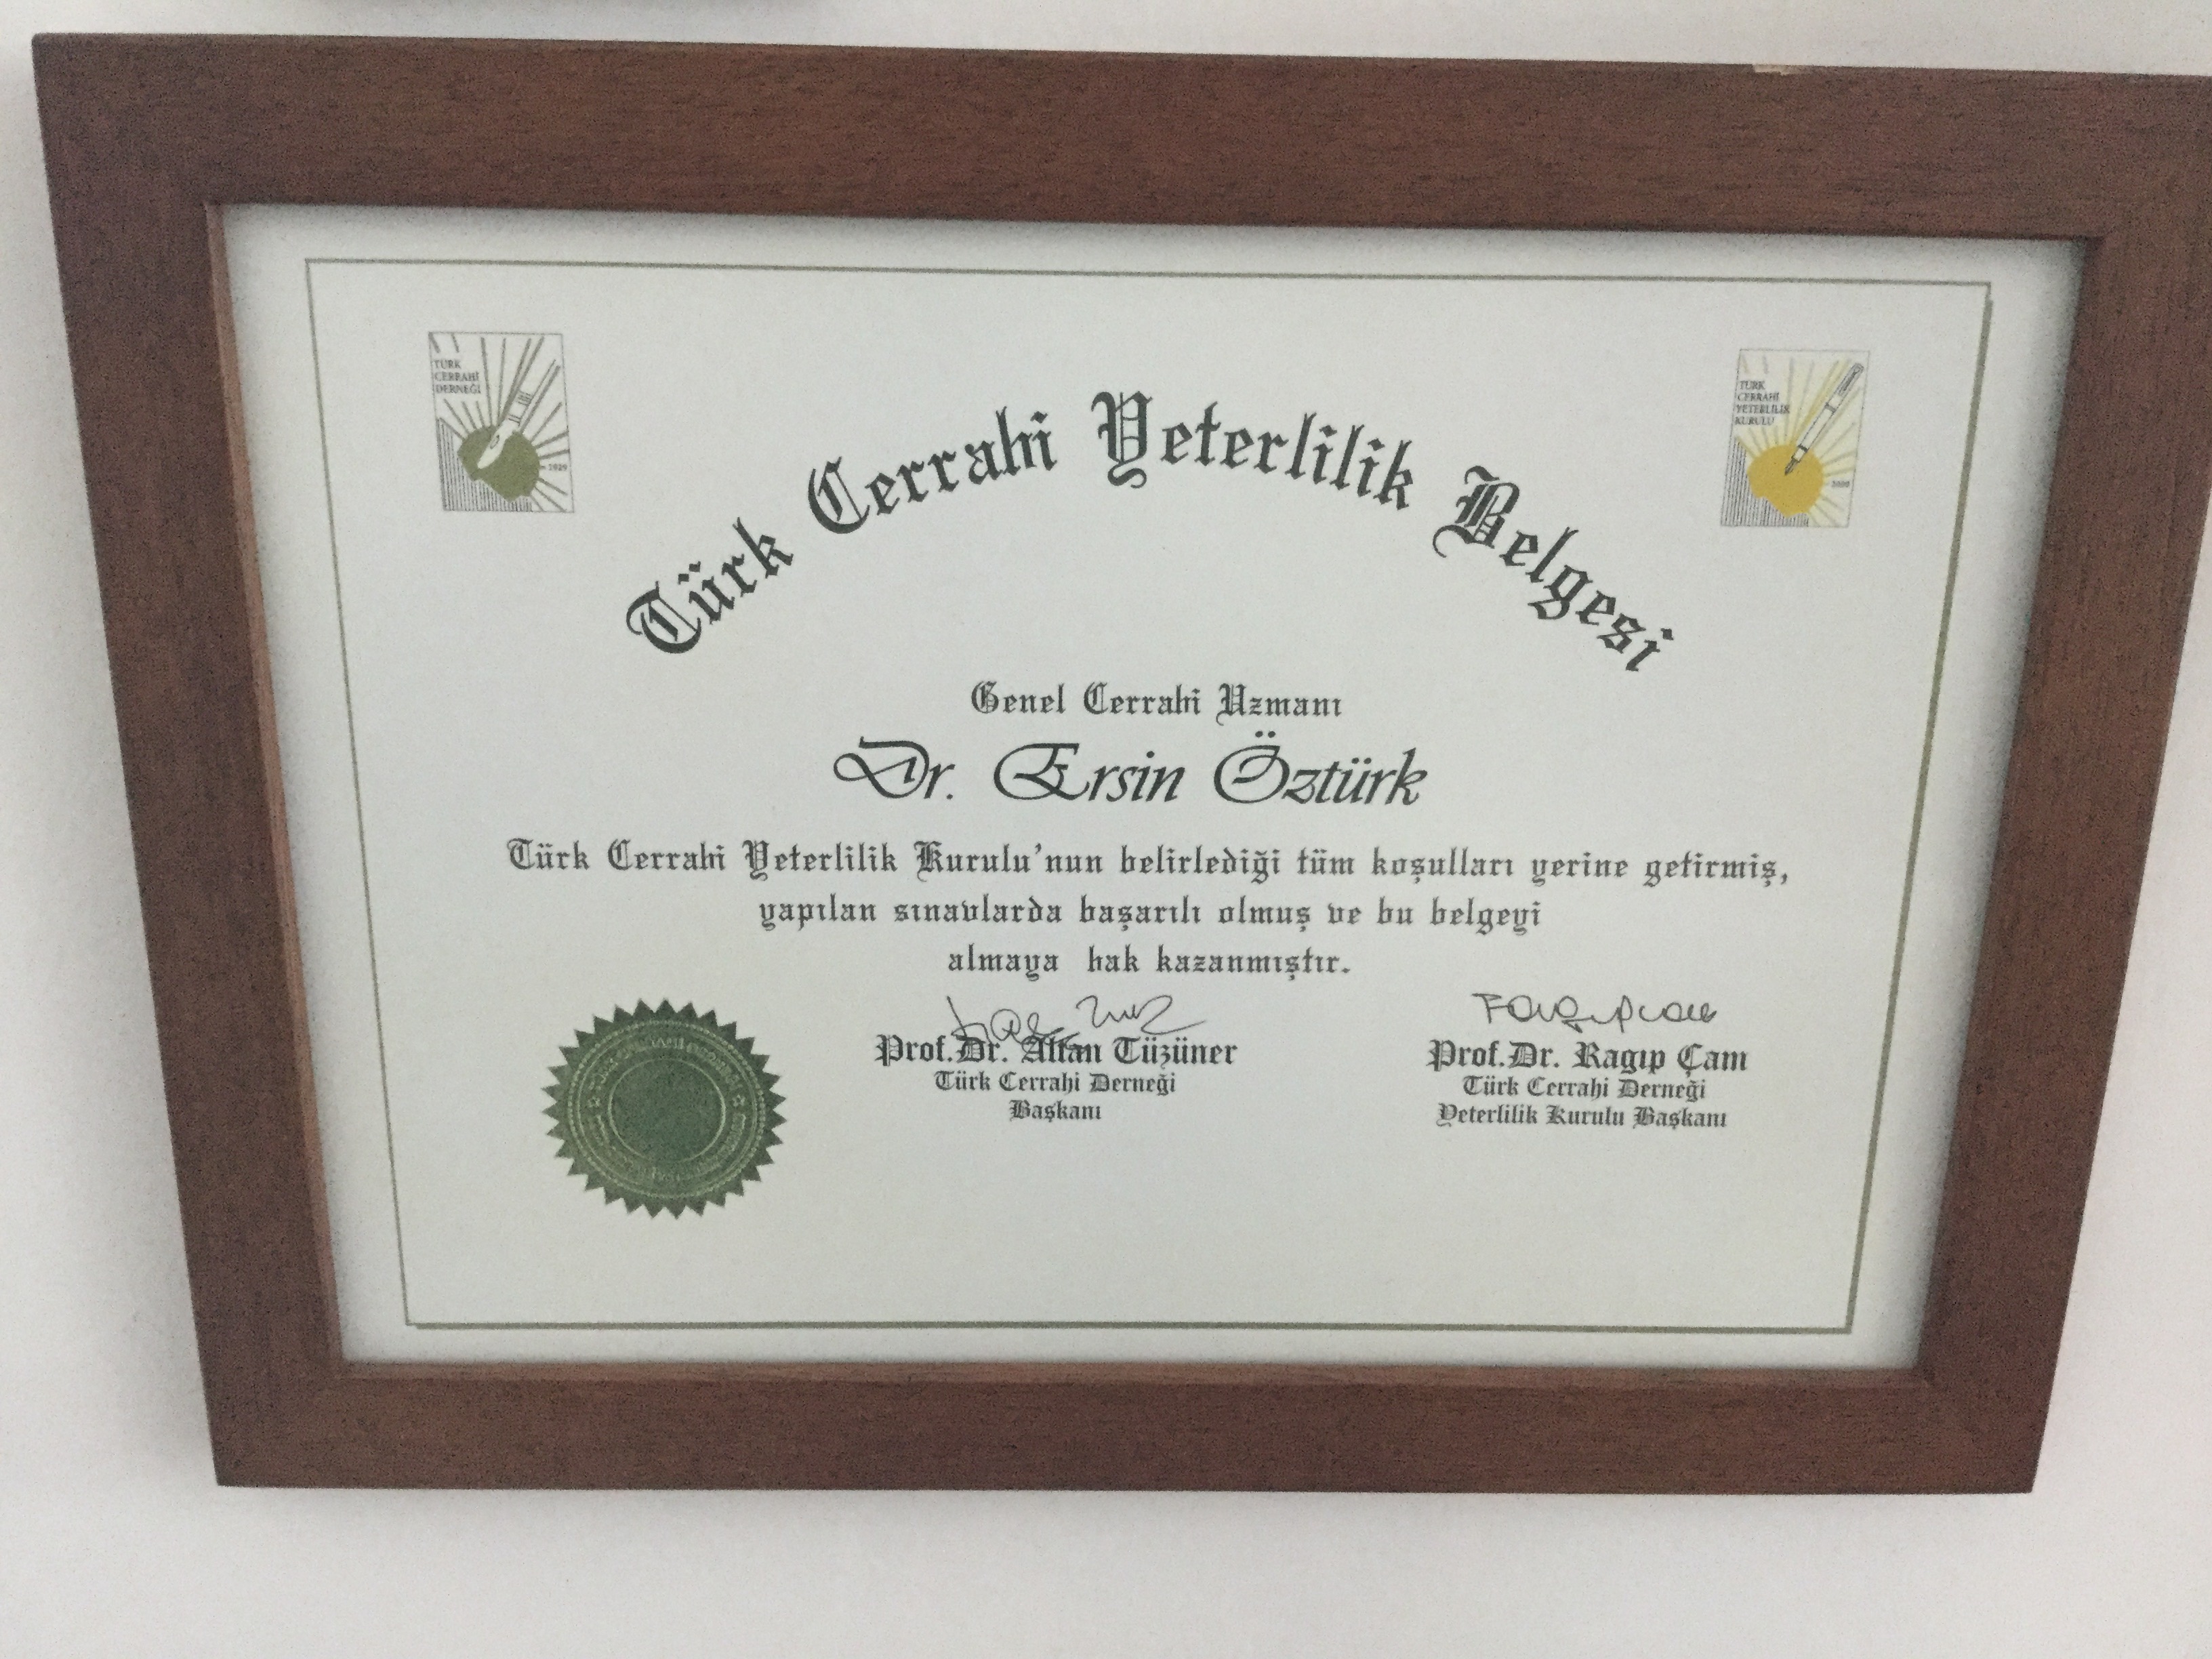 TÜRK
CERRAHİ
DERNEĞİ
1929
TÜRK
CERRAHİ
YETERLİLİK
KURULU
2000
Türk Cerrahi Yeterlilik Belgesi
Genel Cerrahi Uzmanı
Dr. Ersin Öztürk
Türk Cerrahi Yeterlilik Kurulu'nun belirlediği tüm koşulları yerine getirmiş,
yapılan sınavlarda başarılı olmuş ve bu belgeyi
almaya hak kazanmıştır.
Prof.Dr. Altan Tüzüner
Türk Cerrahi Derneği
Başkanı
Prof.Dr. Ragıp Çam
Türk Cerrahi Derneği
Yeterlilik Kurulu Başkanı